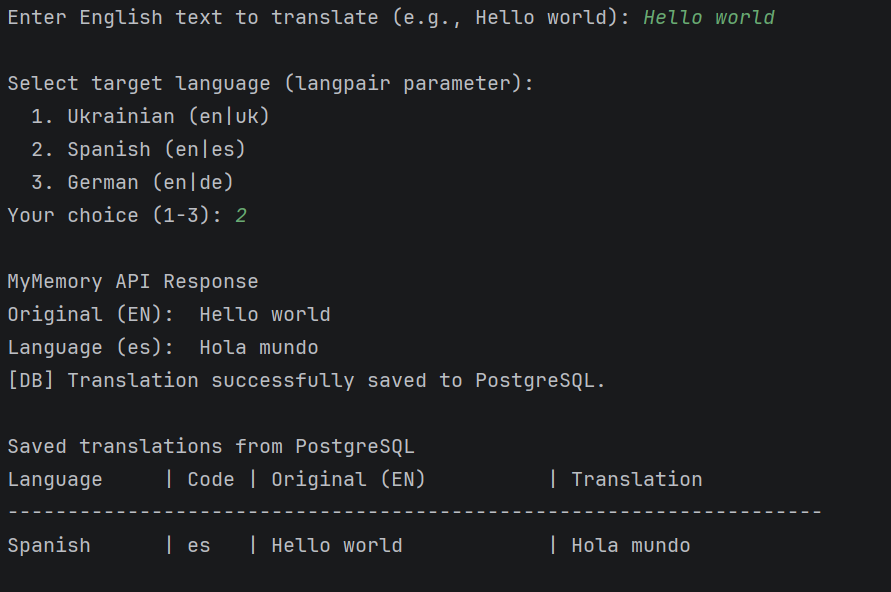 Enter English text to translate (e.g., Hello world): Hello world
Select target language (langpair parameter):
1. Ukrainian (en|uk)
2. Spanish (en|es)
3. German (en|de)
Your choice (1-3): 2
MyMemory API Response
Original (EN):  Hello world
Language (es):  Hola mundo
[DB] Translation successfully saved to PostgreSQL.
Saved translations from PostgreSQL
Language     | Code | Original (EN)          | Translation
--------------------------------------------------------------------
Spanish      | es   | Hello world            | Hola mundo